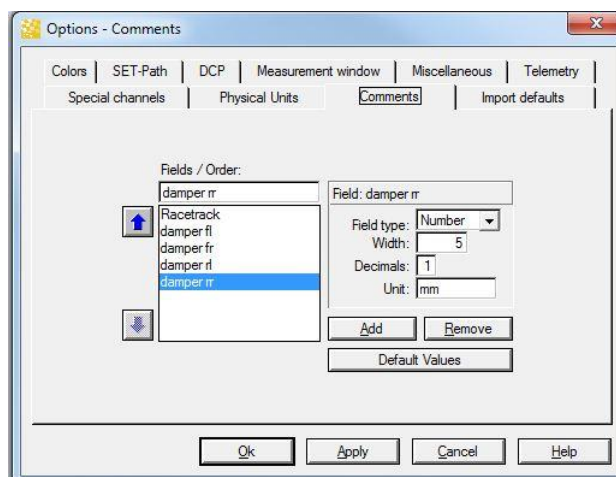 Options - Comments
x
Colors SET-Path DCP Measurement window Miscellaneous Telemetry
Special channels Physical Units Comments Import defaults
Fields / Order:
damper rr
Racetrack
damper fl
damper fr
damper rl
damper rr
Field: damper rr
Field type: Number
Width: 5
Decimals: 1
Unit: mm
Add Remove
Default Values
Ok Apply Cancel Help